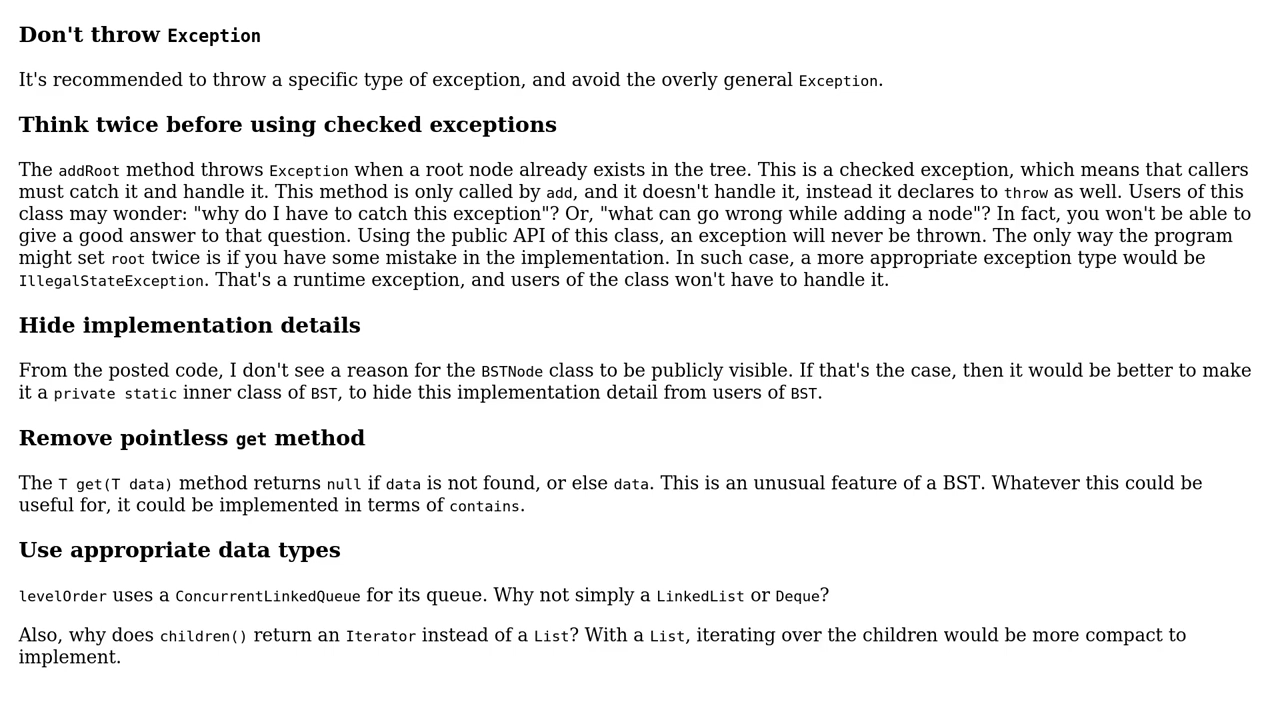 Don't throw Exception
It's recommended to throw a specific type of exception, and avoid the overly general Exception.
Think twice before using checked exceptions
The addRoot method throws Exception when a root node already exists in the tree. This is a checked exception, which means that callers
must catch it and handle it. This method is only called by add, and it doesn't handle it, instead it declares to throw as well. Users of this
class may wonder: "why do I have to catch this exception"? Or, "what can go wrong while adding a node"? In fact, you won't be able to
give a good answer to that question. Using the public API of this class, an exception will never be thrown. The only way the program
might set root twice is if you have some mistake in the implementation. In such case, a more appropriate exception type would be
IllegalStateException. That's a runtime exception, and users of the class won't have to handle it.
Hide implementation details
From the posted code, I don't see a reason for the BSTNode class to be publicly visible. If that's the case, then it would be better to make
it a private static inner class of BST, to hide this implementation detail from users of BST.
Remove pointless get method
The T get(T data) method returns null if data is not found, or else data. This is an unusual feature of a BST. Whatever this could be
useful for, it could be implemented in terms of contains.
Use appropriate data types
levelOrder uses a ConcurrentLinkedQueue for its queue. Why not simply a LinkedList or Deque?
Also, why does children() return an Iterator instead of a List? With a List, iterating over the children would be more compact to
implement.